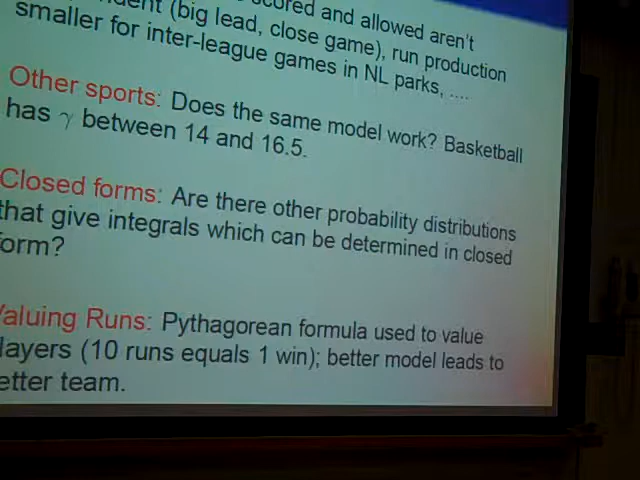 scored and allowed aren't
(big lead, close game), run production
smaller for inter-league games in NL parks, ....
Other sports: Does the same model work? Basketball
has γ between 14 and 16.5.
Closed forms: Are there other probability distributions
that give integrals which can be determined in closed
orm?
aluing Runs: Pythagorean formula used to value
layers (10 runs equals 1 win); better model leads to
etter team.